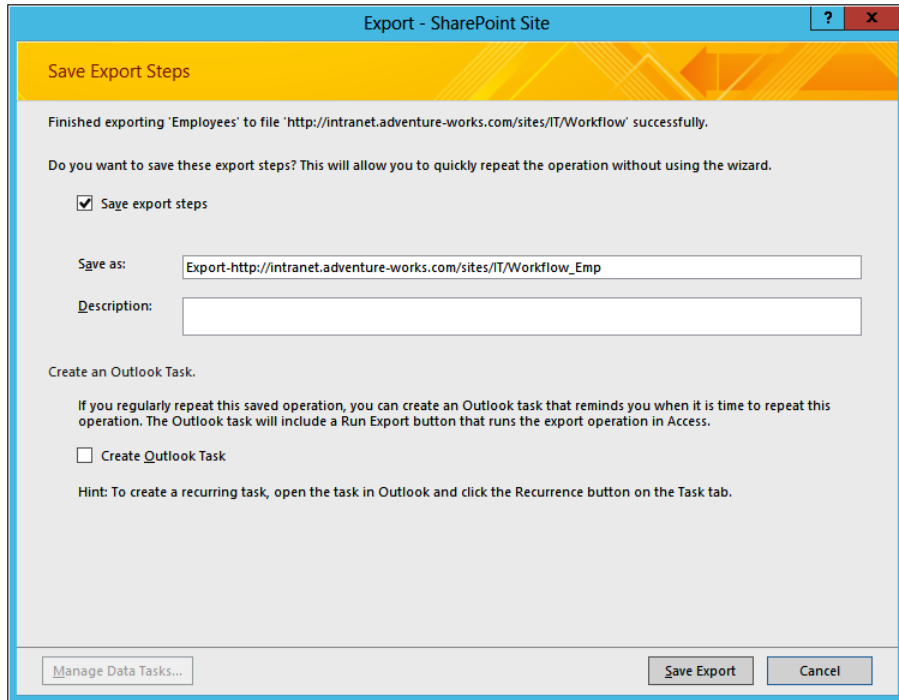 Export - SharePoint Site
? x
Save Export Steps
Finished exporting 'Employees' to file 'http://intranet.adventure-works.com/sites/IT/Workflow' successfully.
Do you want to save these export steps? This will allow you to quickly repeat the operation without using the wizard.
Save export steps
Save as:
Export-http://intranet.adventure-works.com/sites/IT/Workflow_Emp
Description:
Create an Outlook Task.
If you regularly repeat this saved operation, you can create an Outlook task that reminds you when it is time to repeat this
operation. The Outlook task will include a Run Export button that runs the export operation in Access.
Create Outlook Task
Hint: To create a recurring task, open the task in Outlook and click the Recurrence button on the Task tab.
Manage Data Tasks...
Save Export
Cancel